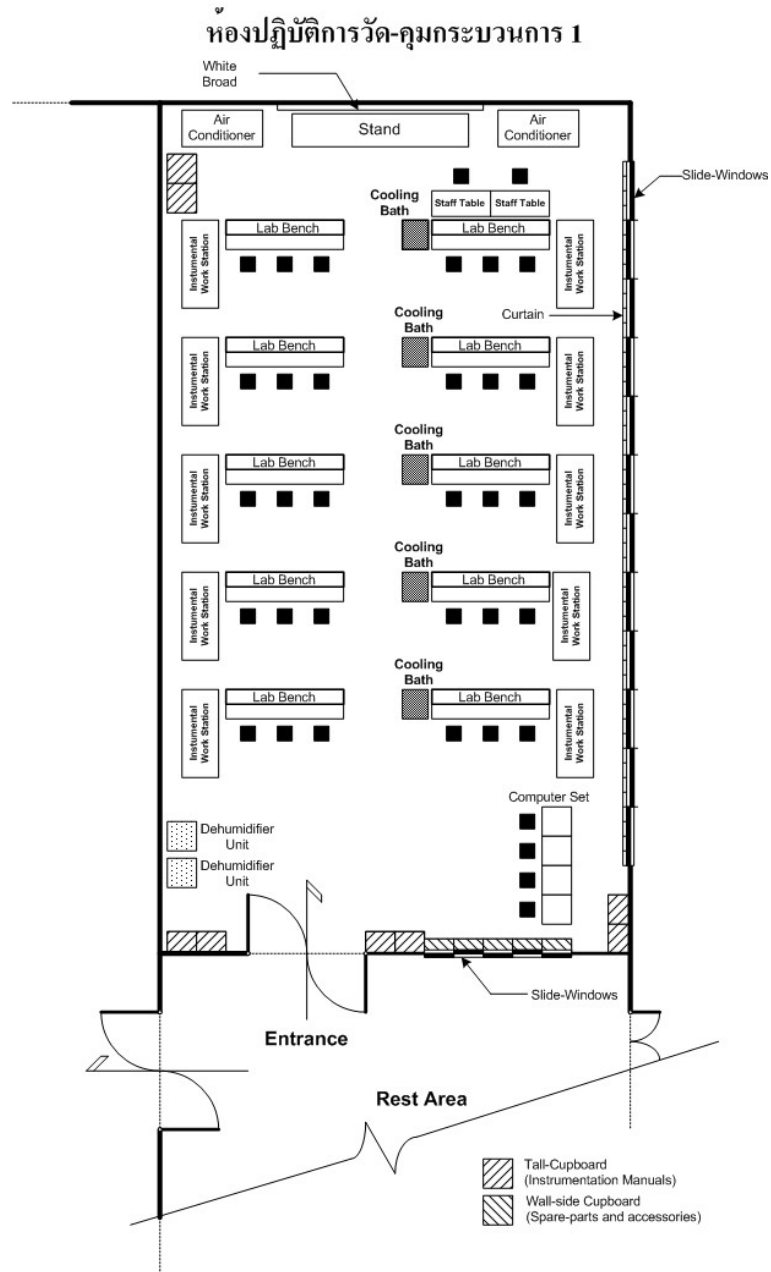 ห้องปฏิบัติการวัด-คุมกระบวนการ 1
White
Broad
Air
Conditioner
Stand
Air
Conditioner
Slide-Windows
Cooling
Bath
Staff Table
Staff Table
Instumental
Work Station
Lab Bench
Lab Bench
Instumental
Work Station
Curtain
Cooling
Bath
Instumental
Work Station
Lab Bench
Lab Bench
Instumental
Work Station
Cooling
Bath
Instumental
Work Station
Lab Bench
Lab Bench
Instumental
Work Station
Cooling
Bath
Instumental
Work Station
Lab Bench
Lab Bench
Instumental
Work Station
Cooling
Bath
Instumental
Work Station
Lab Bench
Lab Bench
Instumental
Work Station
Computer Set
Dehumidifier
Unit
Dehumidifier
Unit
Slide-Windows
Entrance
Rest Area
Tall-Cupboard
(Instrumentation Manuals)
Wall-side Cupboard
(Spare-parts and accessories)